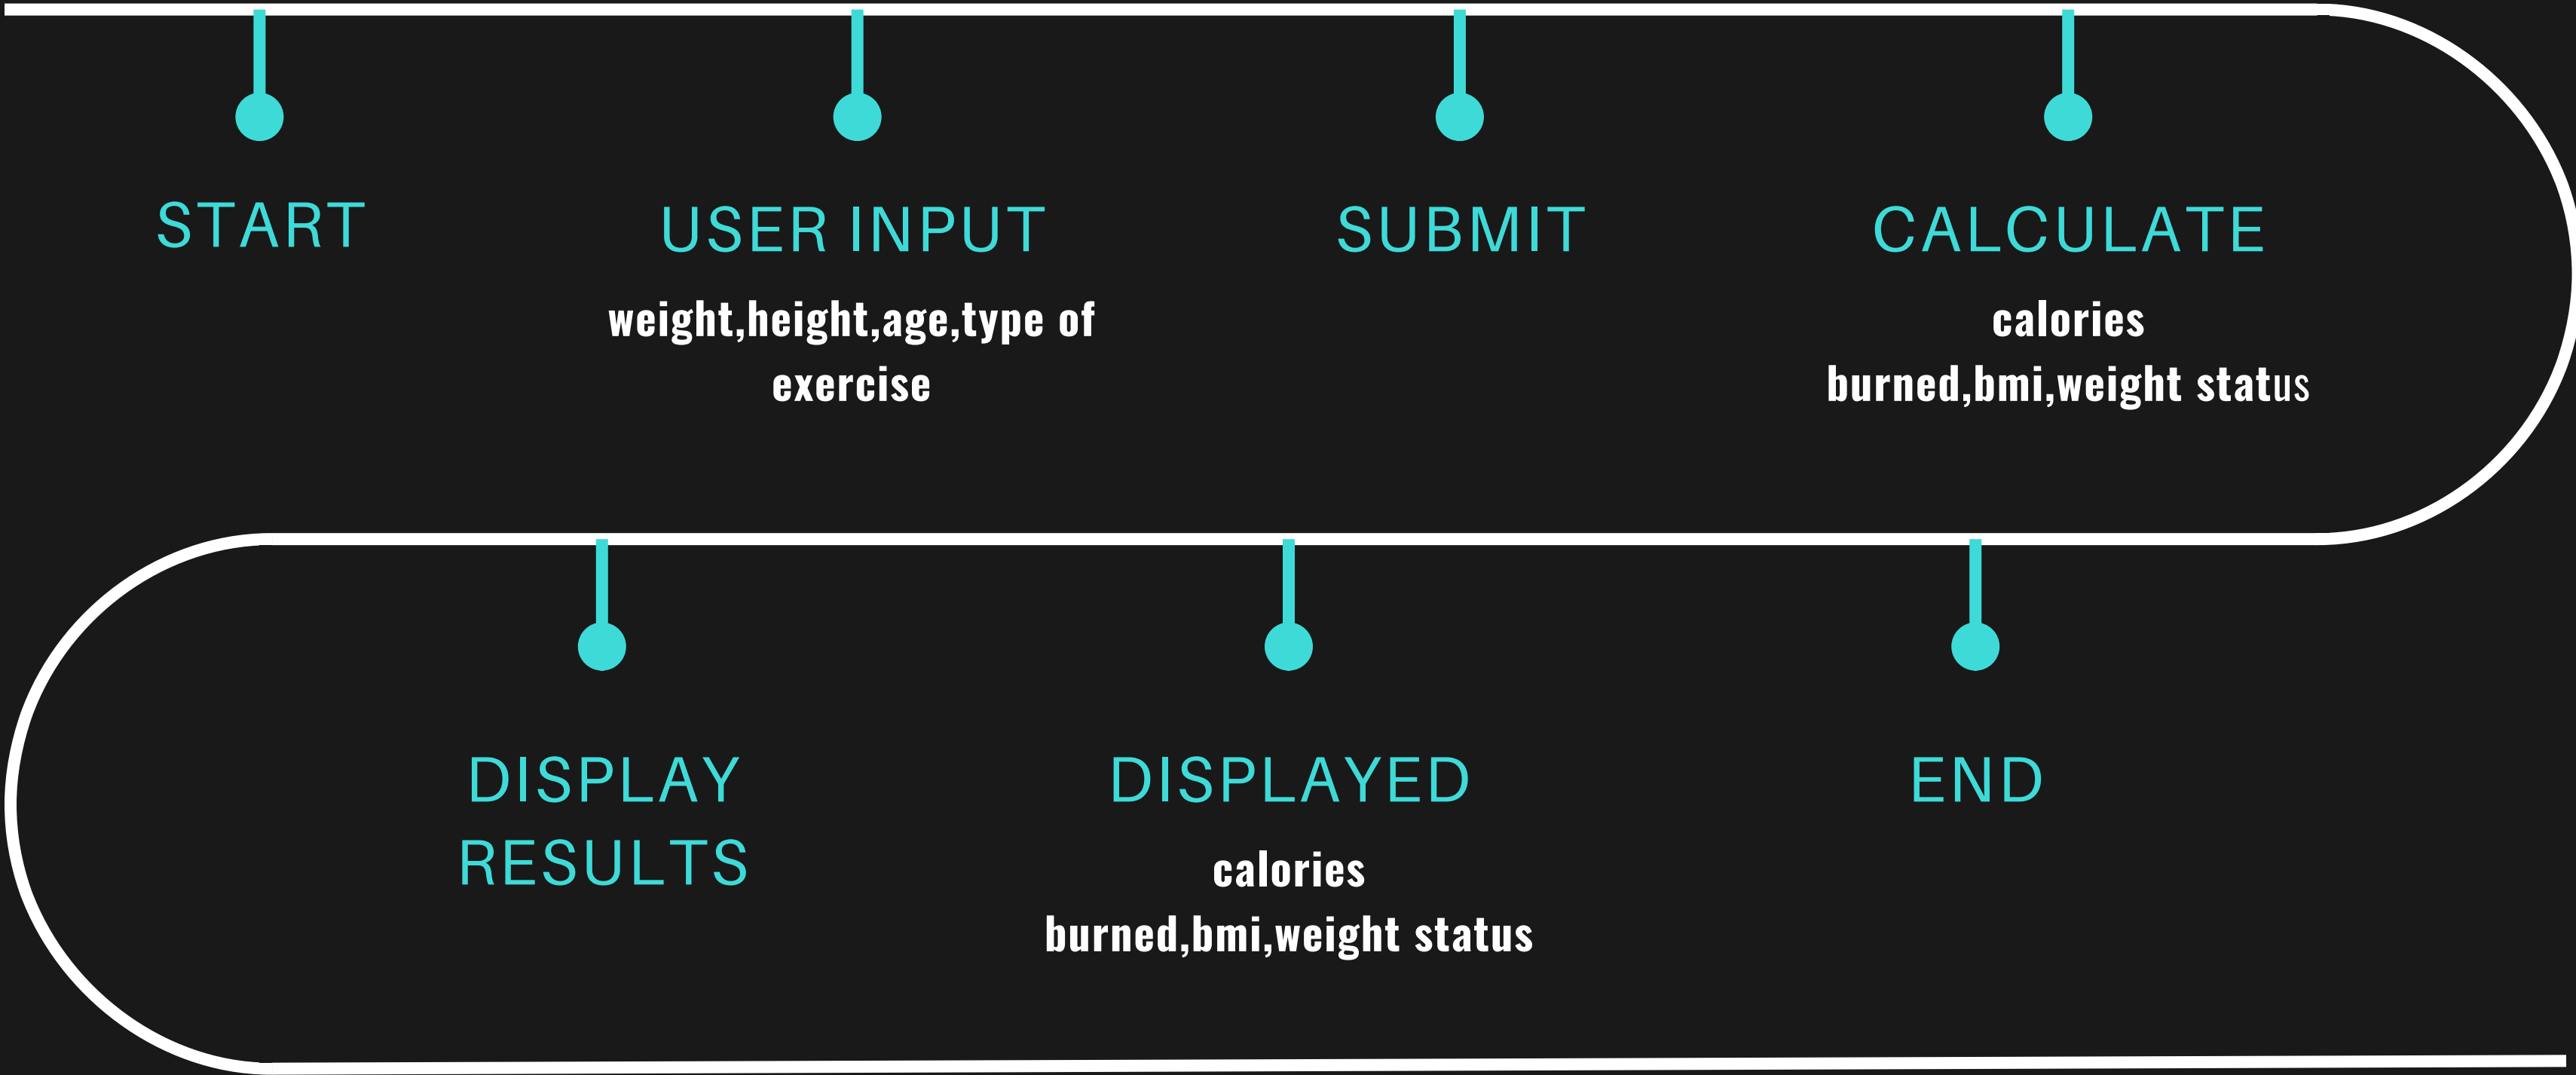 START
USER INPUT
weight,height,age,type of
exercise
SUBMIT
CALCULATE
calories
burned,bmi,weight status
DISPLAY
RESULTS
DISPLAYED
calories
burned,bmi,weight status
END